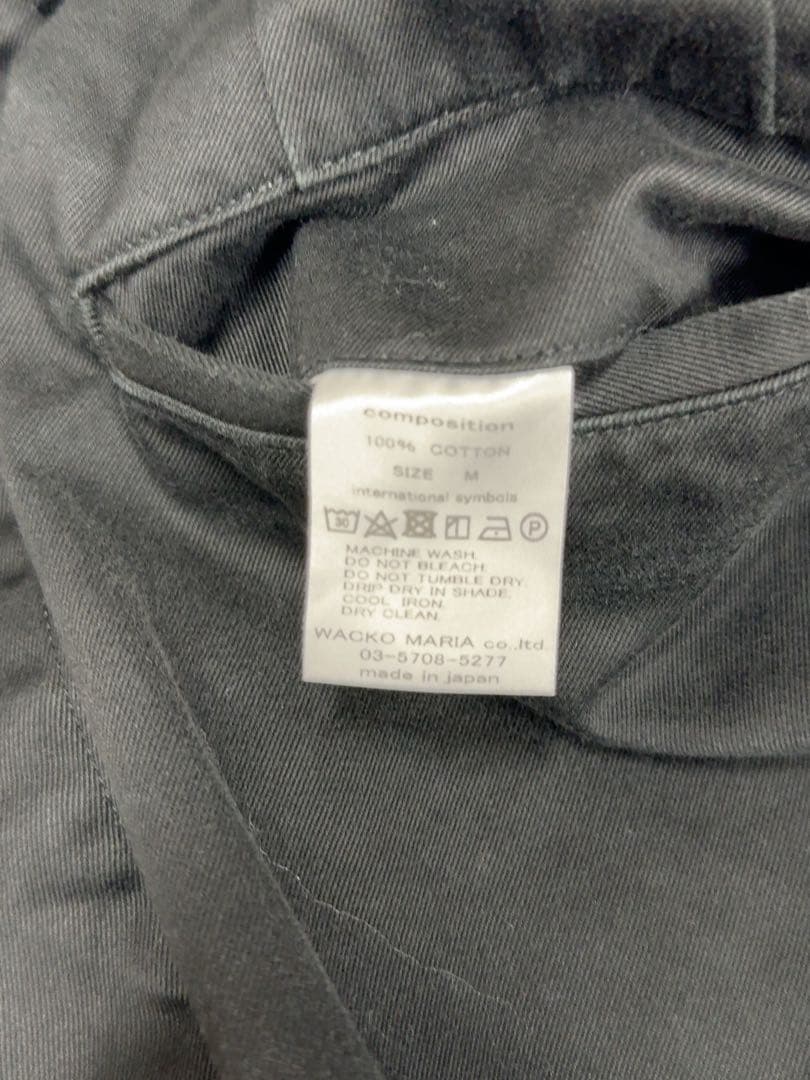 composition
100% COTTON
SIZE M
international symbols
30 P
MACHINE WASH.
DO NOT BLEACH.
DO NOT TUMBLE DRY.
DRIP DRY IN SHADE.
COOL IRON.
DRY CLEAN.
WACKO MARIA co.,ltd.
03-5708-5277
made in japan